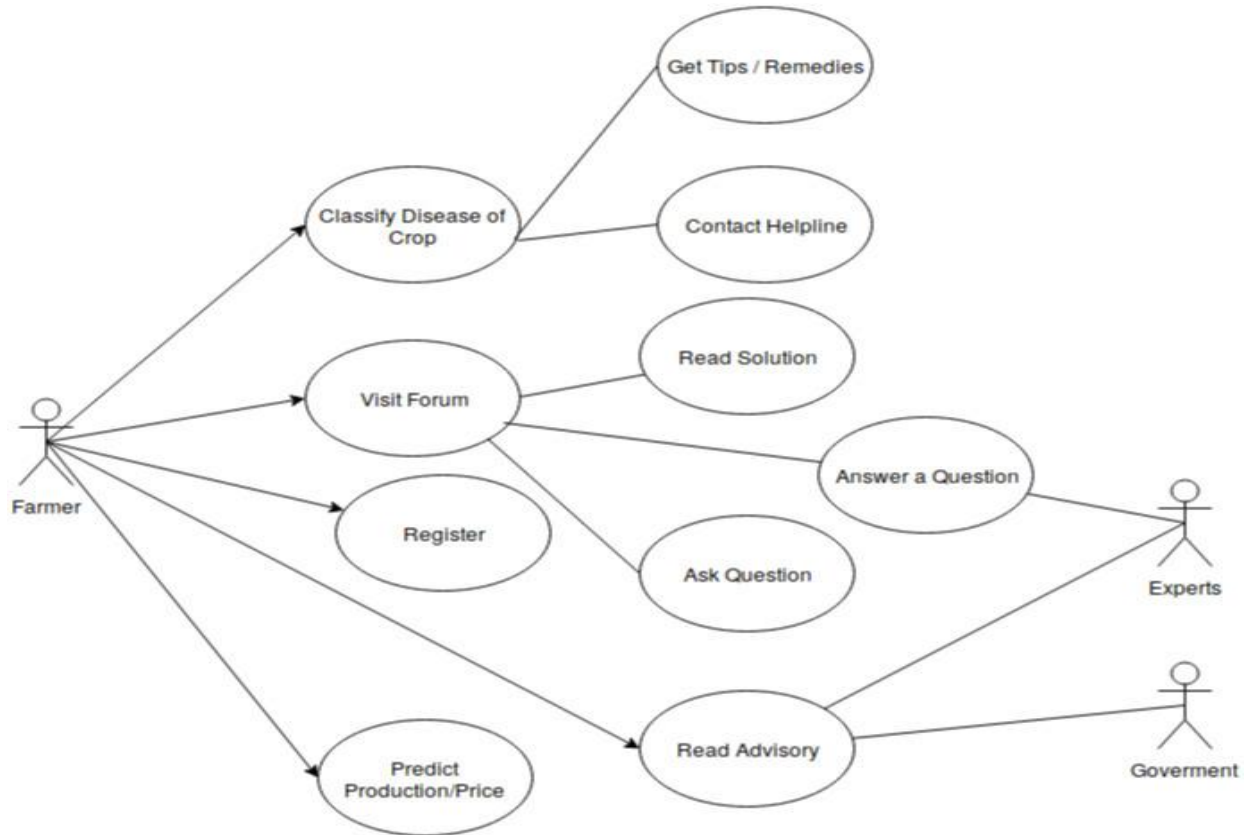 Get Tips / Remedies
Classify Disease of
Crop
Contact Helpline
Read Solution
Visit Forum
Answer a Question
Farmer
Register
Ask Question
Experts
Read Advisory
Predict
Production/Price
Goverment